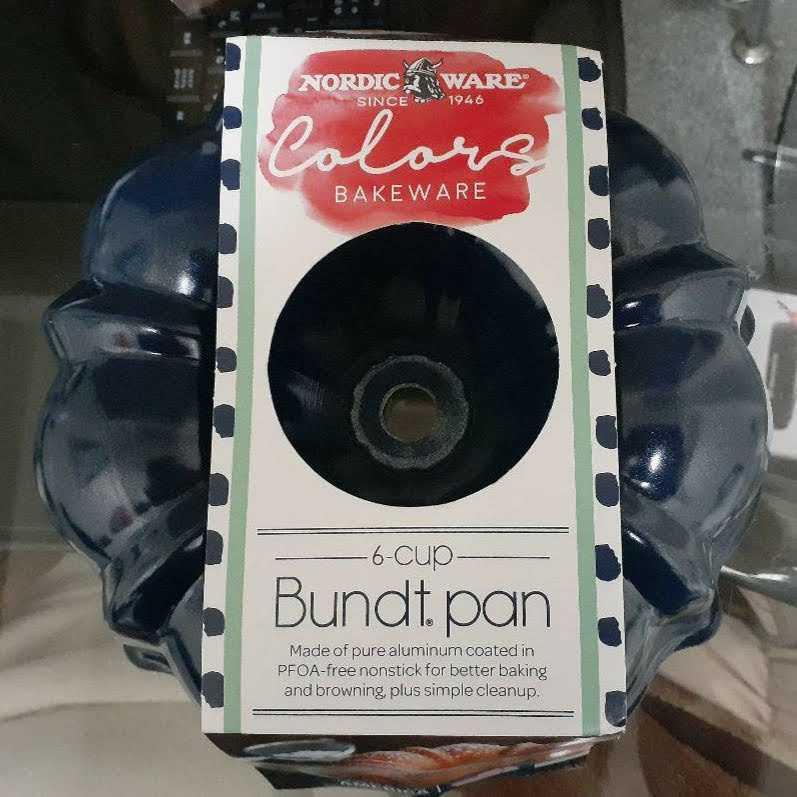 NORDIC WARE®
SINCE 1946
Colors
BAKEWARE
6-cup
Bundt® pan
Made of pure aluminum coated in
PFOA-free nonstick for better baking
and browning, plus simple cleanup.